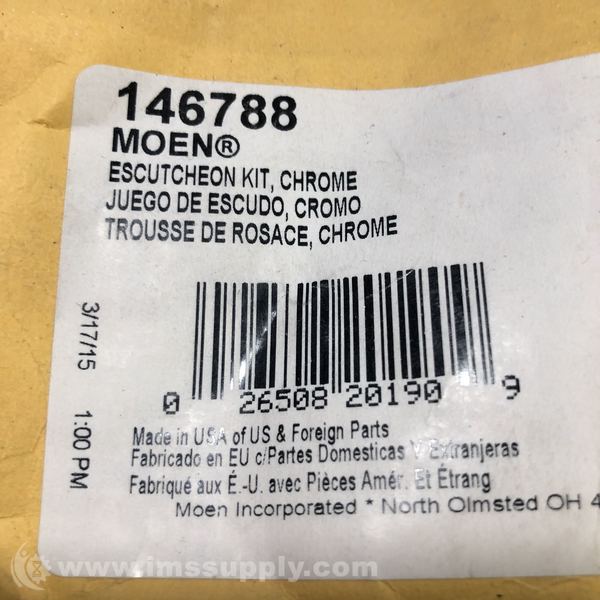 146788
MOEN®
ESCUTCHEON KIT, CHROME
JUEGO DE ESCUDO, CROMO
TROUSSE DE ROSACE, CHROME
3/17/15 1:00 PM
0 26508 20190 9
Made in USA of US & Foreign Parts
Fabricado en EU c/Partes Domesticas Y Extranjeras
Fabriqué aux É.-U. avec Pièces Amér. Et Étrang
Moen Incorporated * North Olmsted OH 4
www.imssupply.com